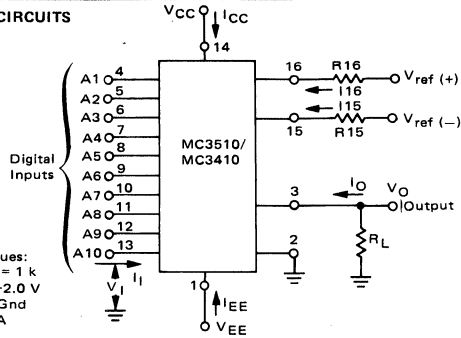 CIRCUITS
VCC
ICC
14
A1 4
A2 5
A3 6
A4 7
A5 8
A6 9
A7 10
A8 11
A9 12
A10 13
Digital
Inputs
MC3510/
MC3410
16 R16 Vref (+)
I16
I15
15 R15 Vref (–)
3 IO VO
Output
RL
2
VI II
1 IEE
VEE
ues:
= 1 k
2.0 V
Gnd
A